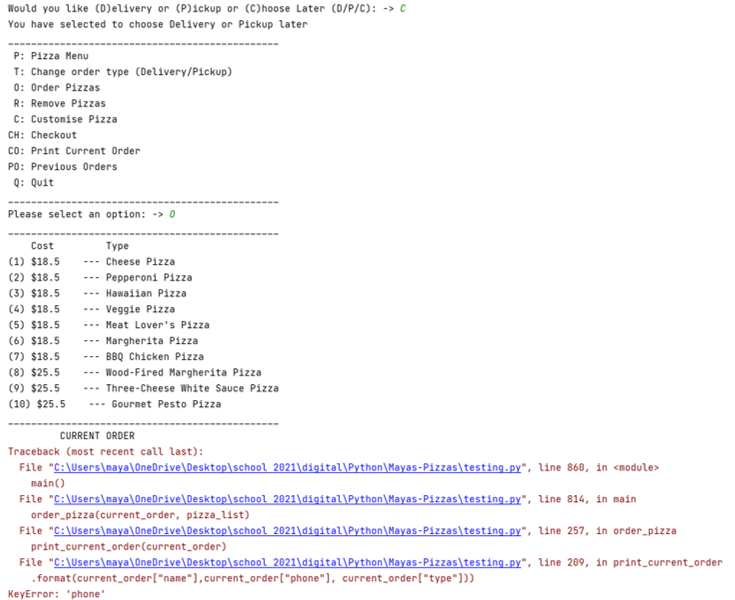 Would you like (D)elivery or (P)ickup or (C)hoose Later (D/P/C): -> C
You have selected to choose Delivery or Pickup later
_______________________________________________
P: Pizza Menu
T: Change order type (Delivery/Pickup)
O: Order Pizzas
R: Remove Pizzas
C: Customise Pizza
CH: Checkout
CO: Print Current Order
PO: Previous Orders
Q: Quit
_______________________________________________
Please select an option: -> O
_______________________________________________
Cost Type
(1) $18.5 --- Cheese Pizza
(2) $18.5 --- Pepperoni Pizza
(3) $18.5 --- Hawaiian Pizza
(4) $18.5 --- Veggie Pizza
(5) $18.5 --- Meat Lover's Pizza
(6) $18.5 --- Margherita Pizza
(7) $18.5 --- BBQ Chicken Pizza
(8) $25.5 --- Wood-Fired Margherita Pizza
(9) $25.5 --- Three-Cheese White Sauce Pizza
(10) $25.5 --- Gourmet Pesto Pizza
_______________________________________________
CURRENT ORDER
Traceback (most recent call last):
File "C:\Users\maya\OneDrive\Desktop\school 2021\digital\Python\Mayas-Pizzas\testing.py", line 860, in <module>
main()
File "C:\Users\maya\OneDrive\Desktop\school 2021\digital\Python\Mayas-Pizzas\testing.py", line 814, in main
order_pizza(current_order, pizza_list)
File "C:\Users\maya\OneDrive\Desktop\school 2021\digital\Python\Mayas-Pizzas\testing.py", line 257, in order_pizza
print_current_order(current_order)
File "C:\Users\maya\OneDrive\Desktop\school 2021\digital\Python\Mayas-Pizzas\testing.py", line 209, in print_current_order
.format(current_order["name"],current_order["phone"], current_order["type"]))
KeyError: 'phone'